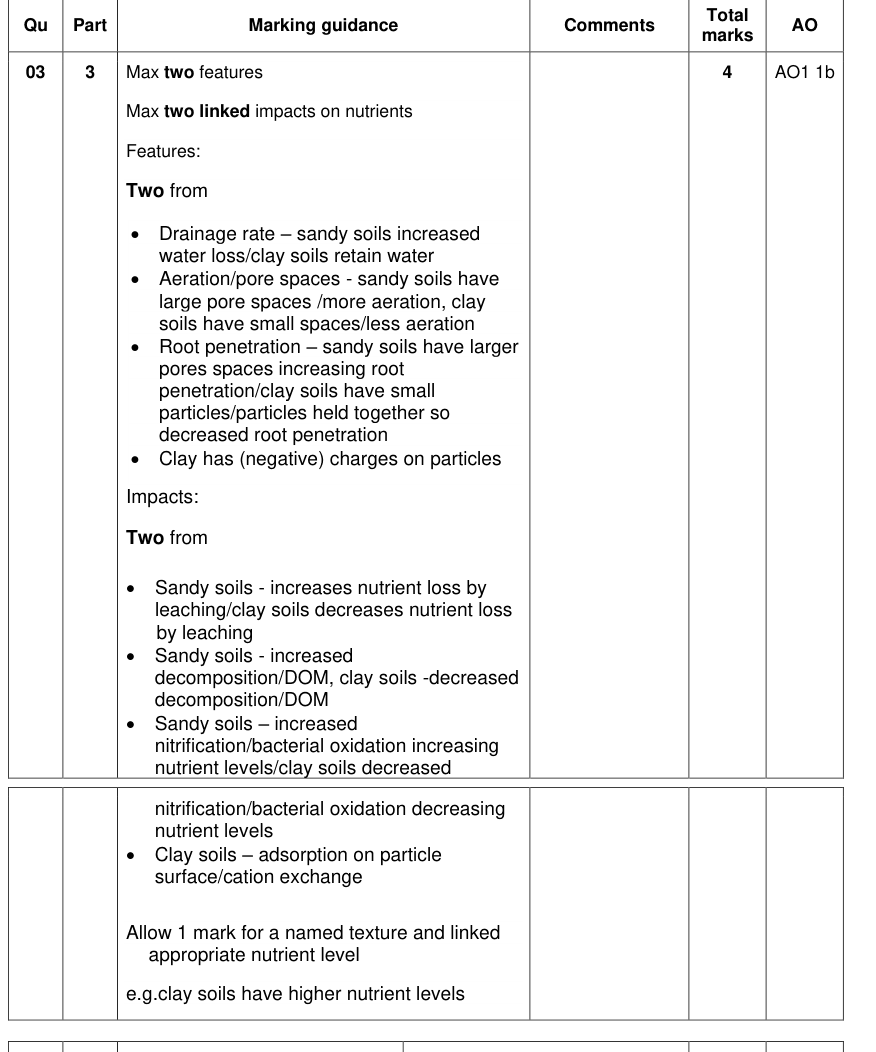 Qu Part Marking guidance Comments Total marks AO
03 3 Max two features 4 AO1 1b
Max two linked impacts on nutrients
Features:
Two from
• Drainage rate – sandy soils increased
water loss/clay soils retain water
• Aeration/pore spaces - sandy soils have
large pore spaces /more aeration, clay
soils have small spaces/less aeration
• Root penetration – sandy soils have larger
pores spaces increasing root
penetration/clay soils have small
particles/particles held together so
decreased root penetration
• Clay has (negative) charges on particles
Impacts:
Two from
• Sandy soils - increases nutrient loss by
leaching/clay soils decreases nutrient loss
by leaching
• Sandy soils - increased
decomposition/DOM, clay soils -decreased
decomposition/DOM
• Sandy soils – increased
nitrification/bacterial oxidation increasing
nutrient levels/clay soils decreased
nitrification/bacterial oxidation decreasing
nutrient levels
• Clay soils – adsorption on particle
surface/cation exchange
Allow 1 mark for a named texture and linked
appropriate nutrient level
e.g.clay soils have higher nutrient levels